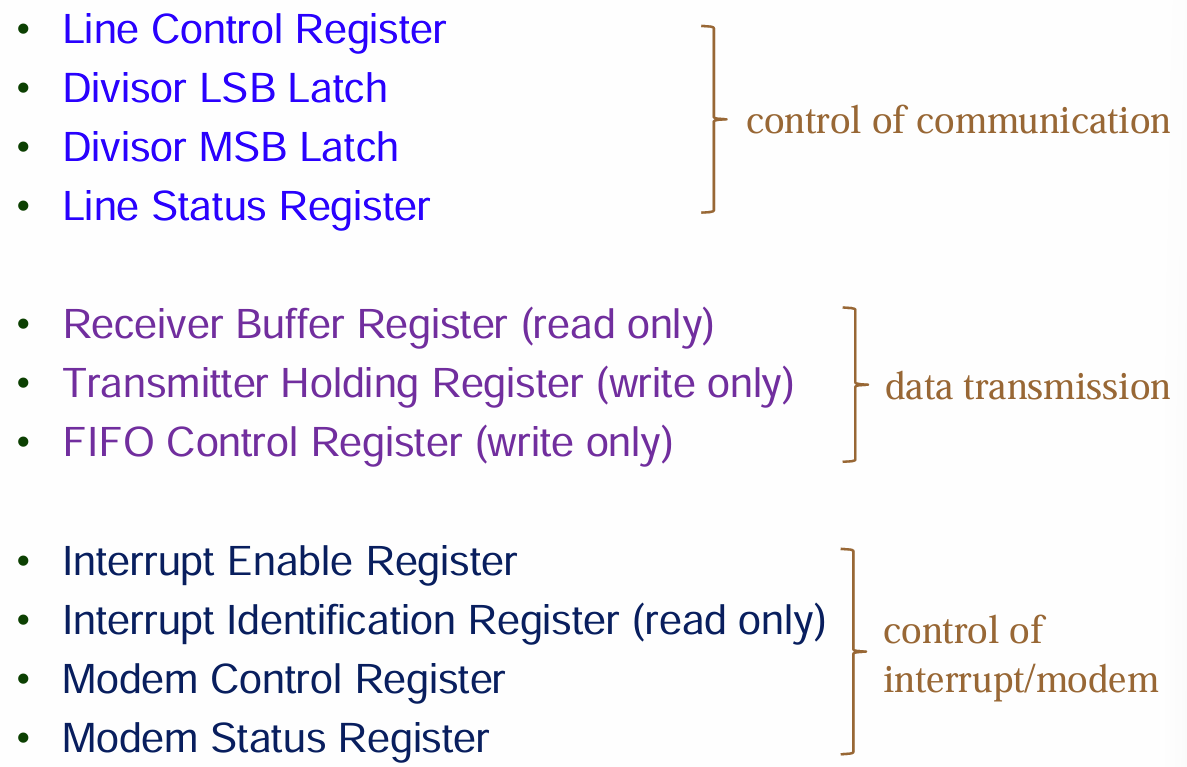 • Line Control Register
• Divisor LSB Latch
• Divisor MSB Latch
• Line Status Register
control of communication
• Receiver Buffer Register (read only)
• Transmitter Holding Register (write only)
• FIFO Control Register (write only)
data transmission
• Interrupt Enable Register
• Interrupt Identification Register (read only)
• Modem Control Register
• Modem Status Register
control of
interrupt/modem